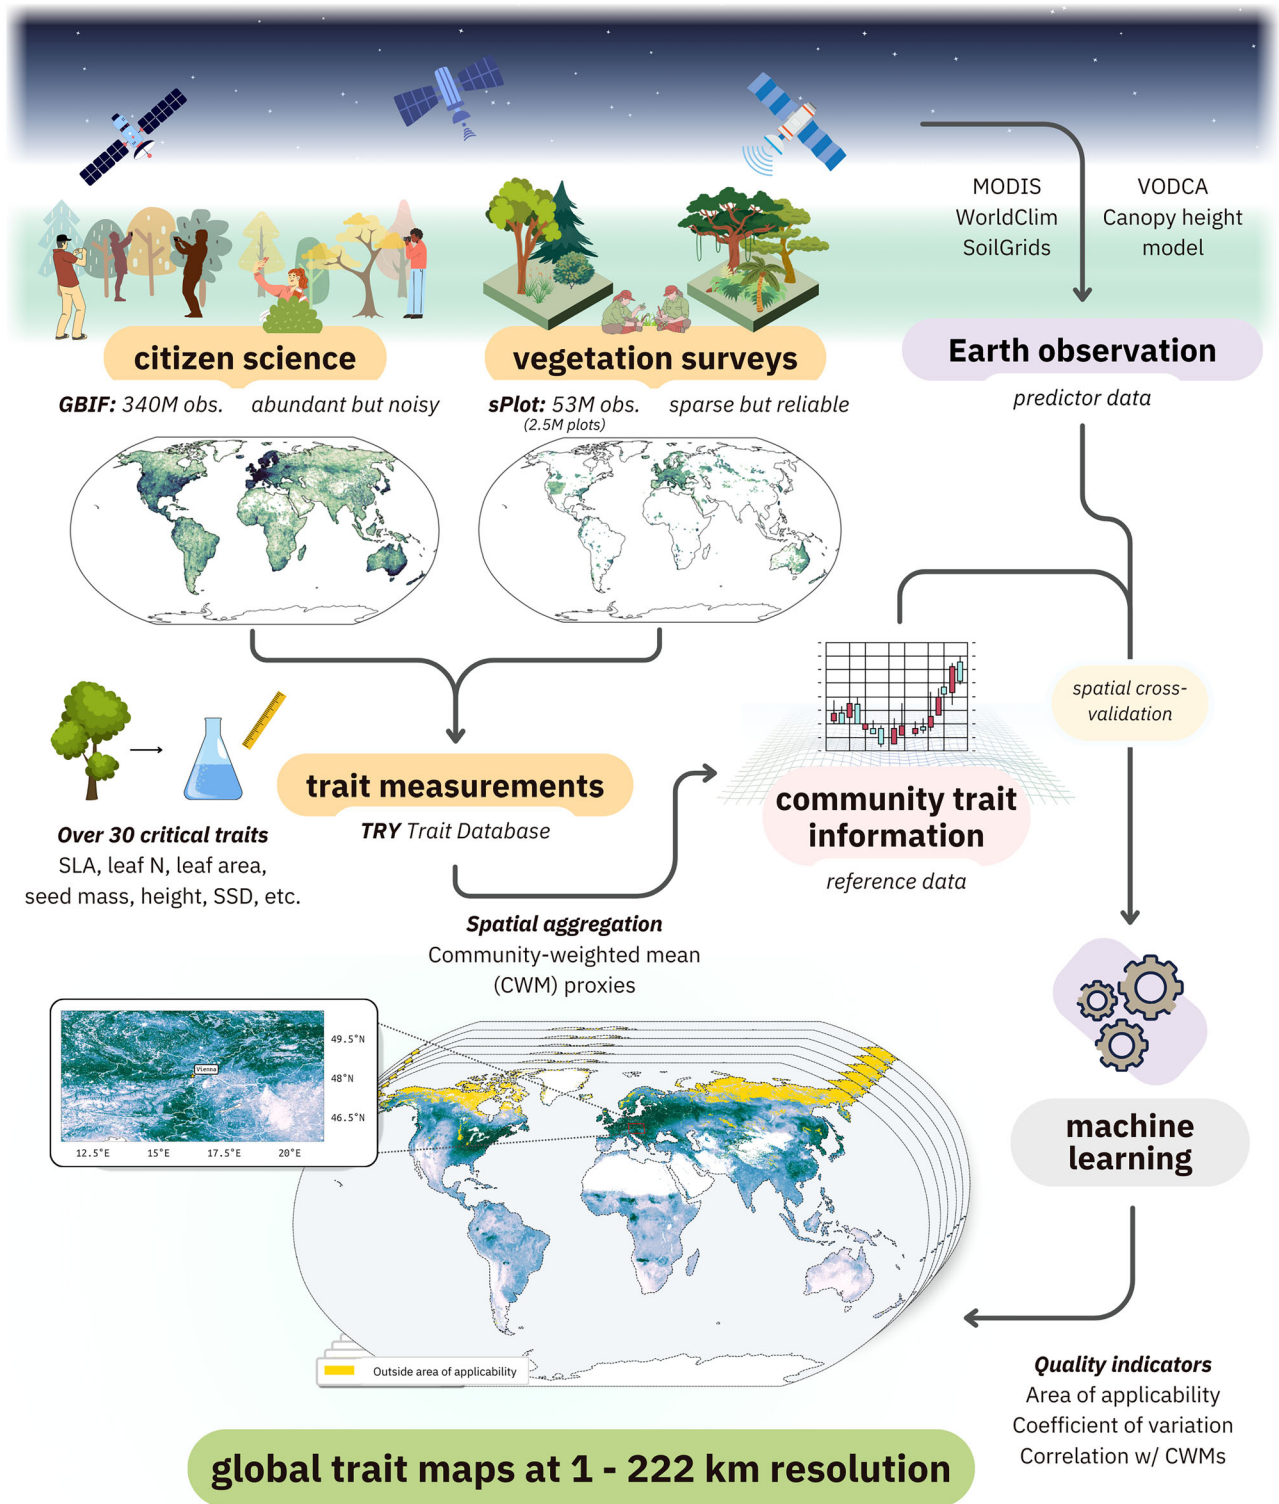 MODIS
WorldClim
SoilGrids
VODCA
Canopy height
model
citizen science
GBIF: 340M obs. abundant but noisy
vegetation surveys
sPlot: 53M obs. sparse but reliable
(2.5M plots)
Earth observation
predictor data
spatial cross-
validation
trait measurements
TRY Trait Database
Over 30 critical traits
SLA, leaf N, leaf area,
seed mass, height, SSD, etc.
community trait
information
reference data
Spatial aggregation
Community-weighted mean
(CWM) proxies
Vienna
49.5°N
48°N
46.5°N
12.5°E 15°E 17.5°E 20°E
machine
learning
Outside area of applicability
Quality indicators
Area of applicability
Coefficient of variation
Correlation w/ CWMs
global trait maps at 1 - 222 km resolution